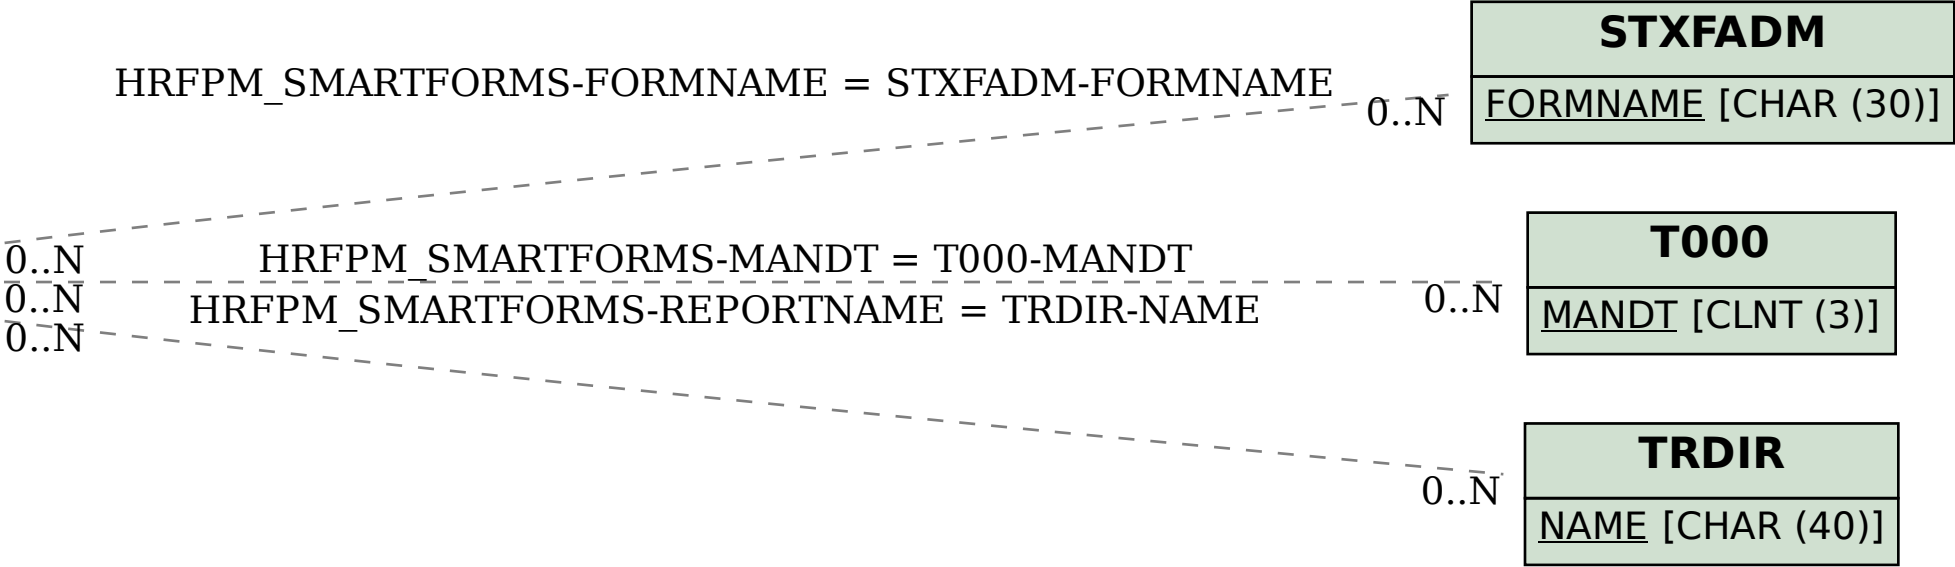 STXFADM
HRFPM_SMARTFORMS-FORMNAME = STXFADM-FORMNAME
0..N
FORMNAME [CHAR (30)]
T000
0..N
HRFPM_SMARTFORMS-MANDT = T000-MANDT
0..N
HRFPM_SMARTFORMS-REPORTNAME = TRDIR-NAME
0..N
MANDT [CLNT (3)]
0..N
TRDIR
0..N
NAME [CHAR (40)]